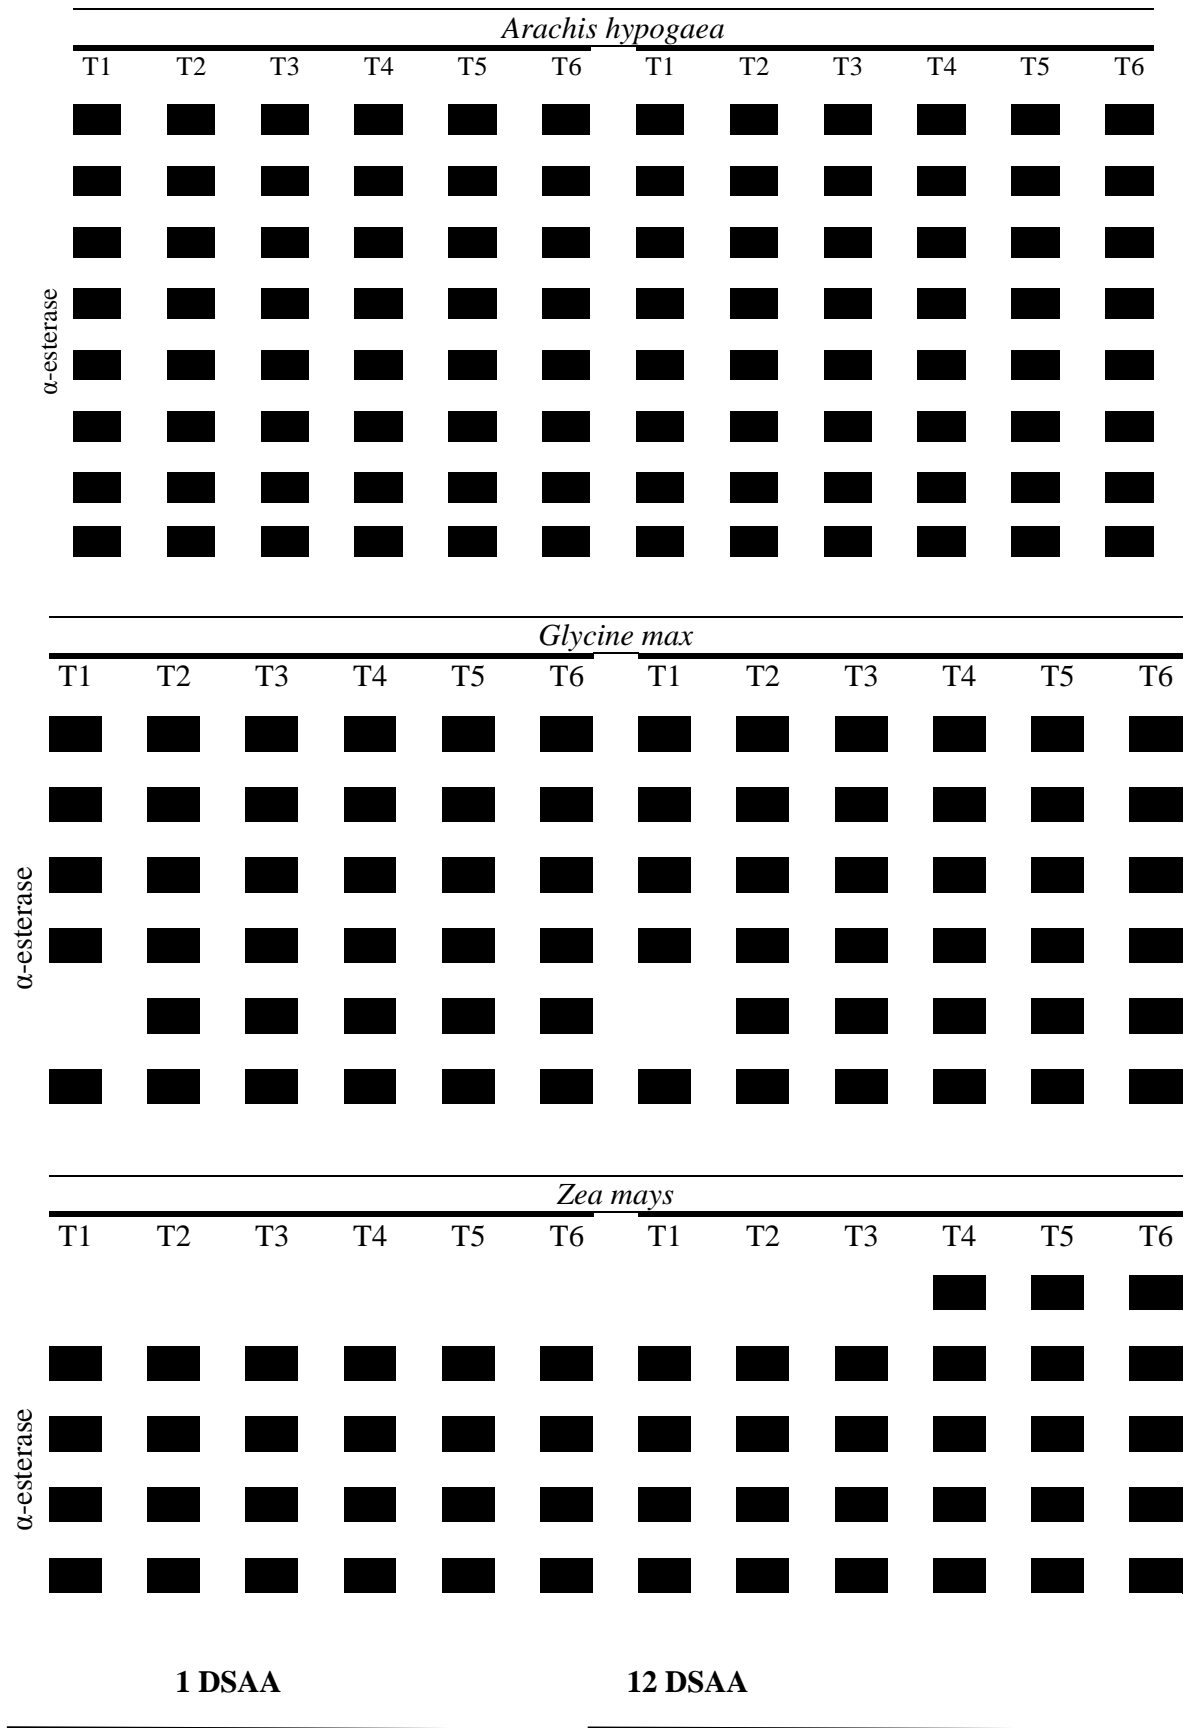 Arachis hypogaea
T1 T2 T3 T4 T5 T6 T1 T2 T3 T4 T5 T6
α-esterase
Glycine max
T1 T2 T3 T4 T5 T6 T1 T2 T3 T4 T5 T6
α-esterase
Zea mays
T1 T2 T3 T4 T5 T6 T1 T2 T3 T4 T5 T6
α-esterase
1 DSAA 12 DSAA